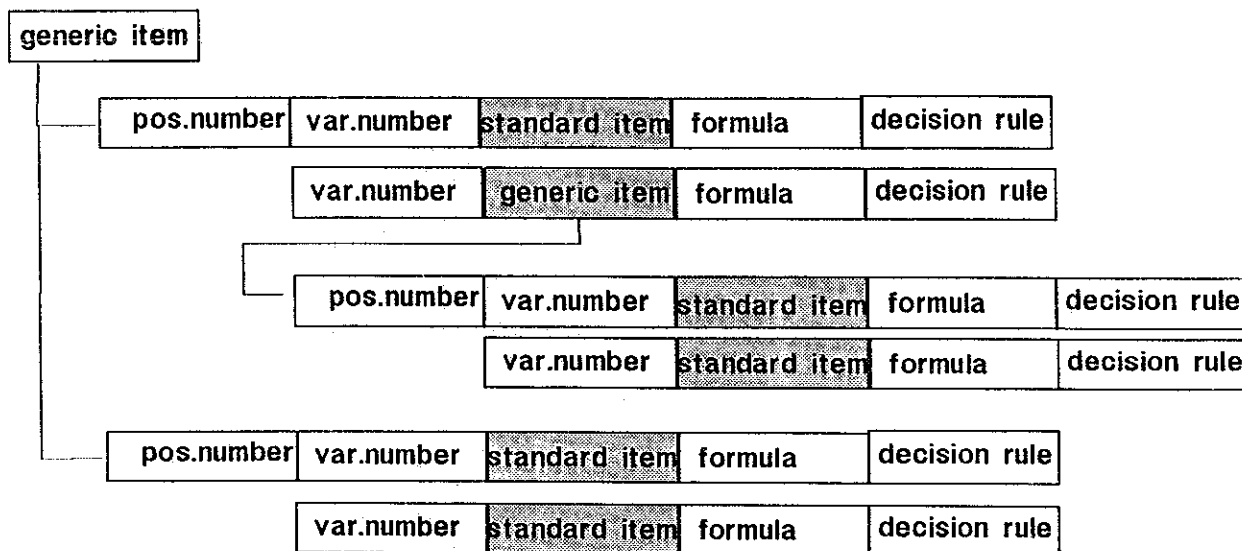 generic item
pos.number var.number standard item formula decision rule
var.number generic item formula decision rule
pos.number var.number standard item formula decision rule
var.number standard item formula decision rule
pos.number var.number standard item formula decision rule
var.number standard item formula decision rule